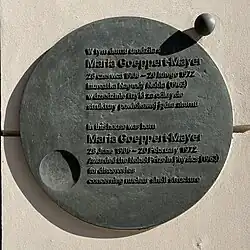 W tym domu urodziła się
Maria Goeppert-Mayer
28 czerwca 1906 – 20 lutego 1972
laureatka Nagrody Nobla (1963)
w dziedzinie fizyki za odkrycie
struktury powłokowej jądra atomu
In this house was born
Maria Goeppert-Mayer
28 June 1906 – 20 February 1972
Awarded the Nobel Prize for Physics (1963)
for discoveries
concerning nuclear shell structure